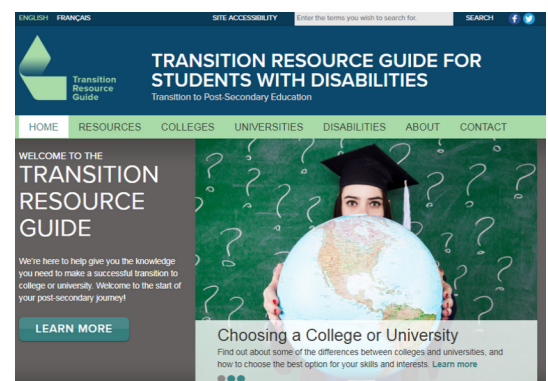 ENGLISH FRANÇAIS SITE ACCESSIBILITY Enter the terms you wish to search for. SEARCH
Transition
Resource
Guide
TRANSITION RESOURCE GUIDE FOR
STUDENTS WITH DISABILITIES
Transition to Post-Secondary Education
HOME RESOURCES COLLEGES UNIVERSITIES DISABILITIES ABOUT CONTACT
WELCOME TO THE
TRANSITION
RESOURCE
GUIDE
We're here to help give you the knowledge
you need to make a successful transition to
college or university. Welcome to the start of
your post-secondary journey!
LEARN MORE
Choosing a College or University
Find out about some of the differences between colleges and universities, and
how to choose the best option for your skills and interests. Learn more